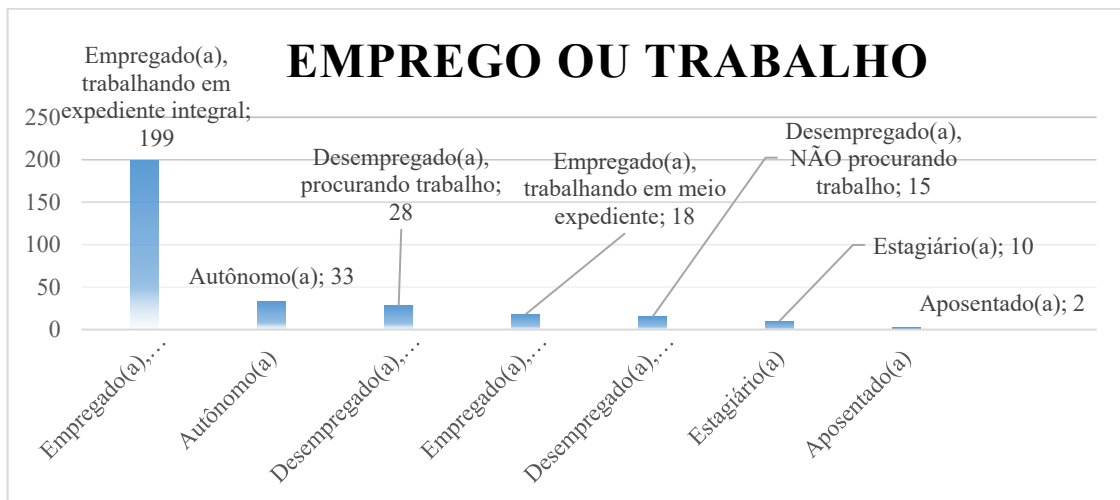 EMPREGO OU TRABALHO
Empregado(a),
trabalhando em
expediente integral;
199
Autônomo(a); 33
Desempregado(a),
procurando trabalho;
28
Empregado(a),
trabalhando em meio
expediente; 18
Desempregado(a),
NÃO procurando
trabalho; 15
Estagiário(a); 10
Aposentado(a); 2
250
200
150
100
50
0
Empregado(a),…
Autônomo(a)
Desempregado(a),…
Empregado(a),…
Desempregado(a),…
Estagiário(a)
Aposentado(a)